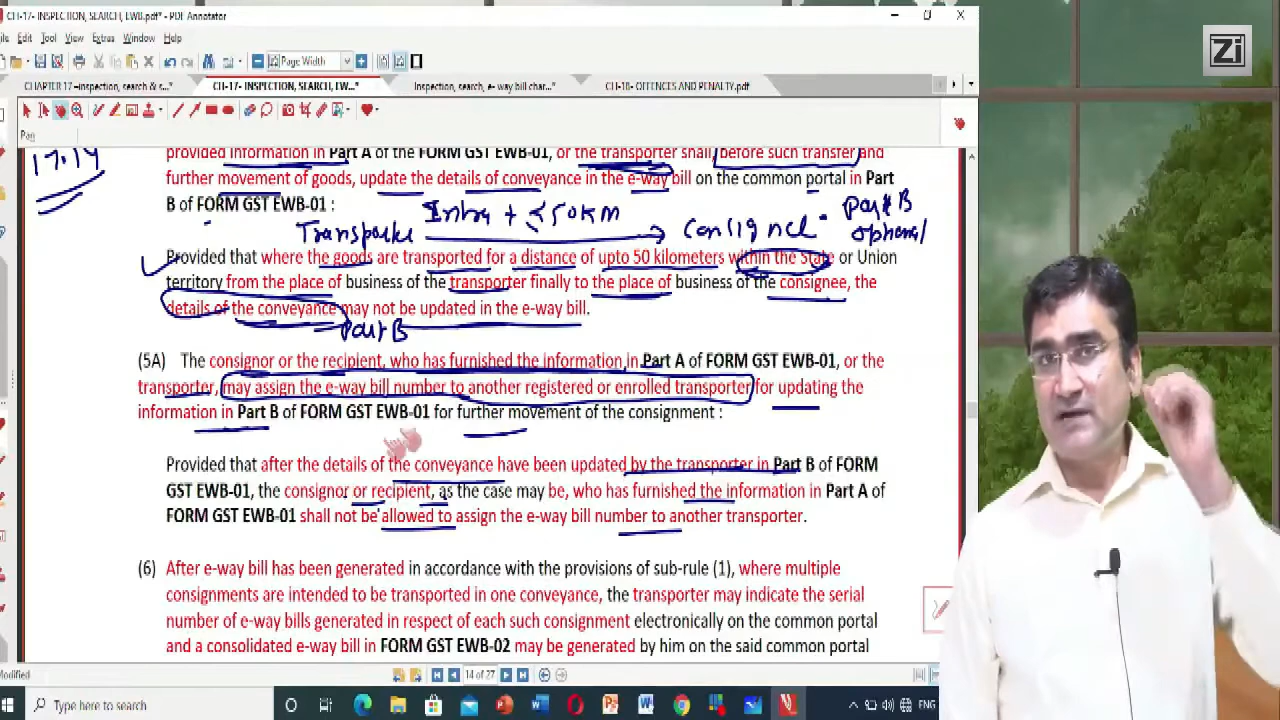 CH-17- INSPECTION, SEARCH, EWB.pdf* - PDF Annotator
Edit Tool View Extras Window Help
Page Width
CHAPTER 17 –inspection, search & s..."
CH-17- INSPECTION, SEARCH, EW..."
Inspection, search, e- way bill char..."
CH-18- OFFENCES AND PENALTY.pdf
Pan
Zi
17.14
provided information in Part A of the FORM GST EWB-01, or the transporter shall, before such transfer and
further movement of goods, update the details of conveyance in the e-way bill on the common portal in Part
B of FORM GST EWB-01 :
Intra + ≤50KM
Part B
optional
Provided that where the goods are transported for a distance of upto 50 kilometers within the State or Union
territory from the place of business of the transporter finally to the place of business of the consignee, the
details of the conveyance may not be updated in the e-way bill.
Part B
(5A) The consignor or the recipient, who has furnished the information in Part A of FORM GST EWB-01, or the
transporter, may assign the e-way bill number to another registered or enrolled transporter for updating the
information in Part B of FORM GST EWB-01 for further movement of the consignment :
Provided that after the details of the conveyance have been updated by the transporter in Part B of FORM
GST EWB-01, the consignor or recipient, as the case may be, who has furnished the information in Part A of
FORM GST EWB-01 shall not be allowed to assign the e-way bill number to another transporter.
(6) After e-way bill has been generated in accordance with the provisions of sub-rule (1), where multiple
consignments are intended to be transported in one conveyance, the transporter may indicate the serial
number of e-way bills generated in respect of each such consignment electronically on the common portal
and a consolidated e-way bill in FORM GST EWB-02 may be generated by him on the said common portal
Modified
14 of 27
Type here to search
ENG